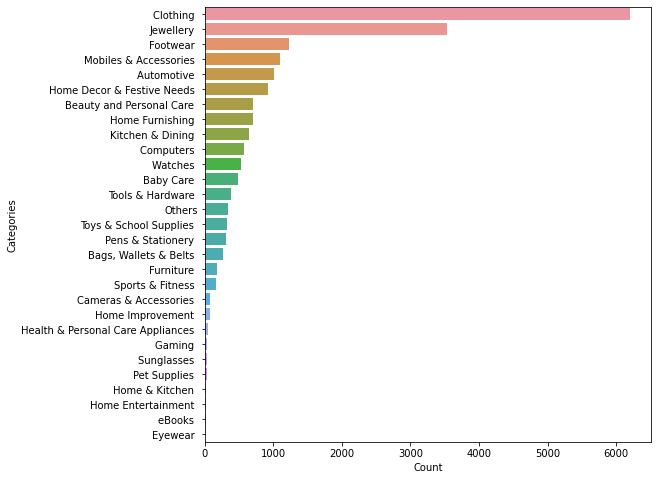 Clothing
Jewellery
Footwear
Mobiles & Accessories
Automotive
Home Decor & Festive Needs
Beauty and Personal Care
Home Furnishing
Kitchen & Dining
Computers
Watches
Baby Care
Tools & Hardware
Others
Toys & School Supplies
Pens & Stationery
Bags, Wallets & Belts
Furniture
Sports & Fitness
Cameras & Accessories
Home Improvement
Health & Personal Care Appliances
Gaming
Sunglasses
Pet Supplies
Home & Kitchen
Home Entertainment
eBooks
Eyewear
Categories
0 1000 2000 3000 4000 5000 6000
Count